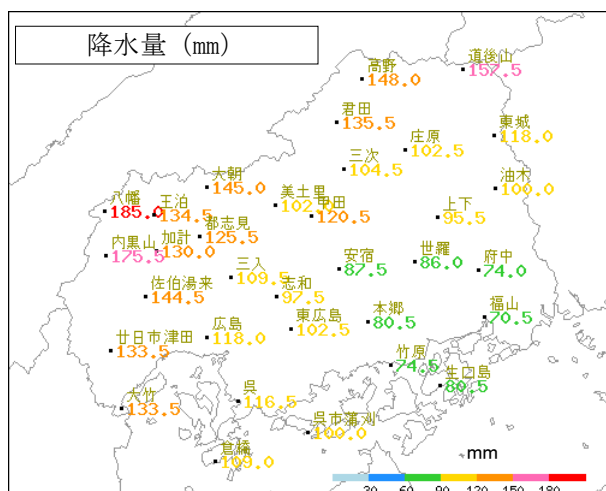 降水量 (mm)
道後山
157.5
高野
148.0
君田
135.5
東城
118.0
庄原
102.5
三次
104.5
油木
100.0
大朝
145.0
八幡
185.0
王泊
134.5
美土里
甲田
120.5
上下
95.5
都志見
125.5
加計
130.0
内黒山
175.5
三入
109.5
安宿
87.5
世羅
86.0
府中
74.0
佐伯湯来
144.5
志和
97.5
東広島
102.5
本郷
80.5
福山
70.5
広島
118.0
廿日市津田
133.5
竹原
74.5
生口島
80.5
大竹
133.5
呉
116.5
呉市蒲刈
100.0
倉橋
109.0
mm
30 60 90 120 150 180